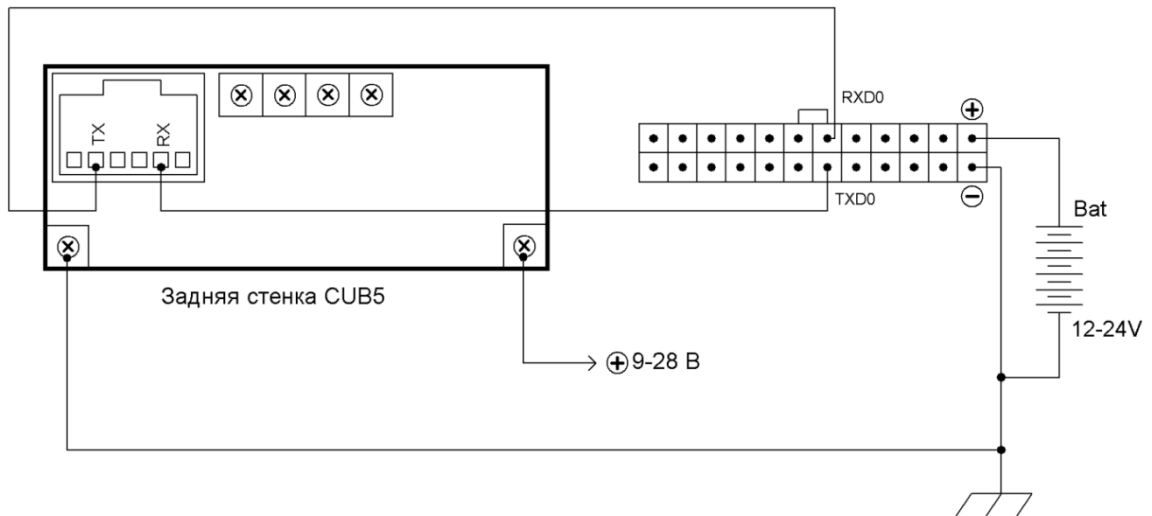 RXD0
TX
RX
TXD0
Bat
Задняя стенка CUB5
12-24V
9-28 В